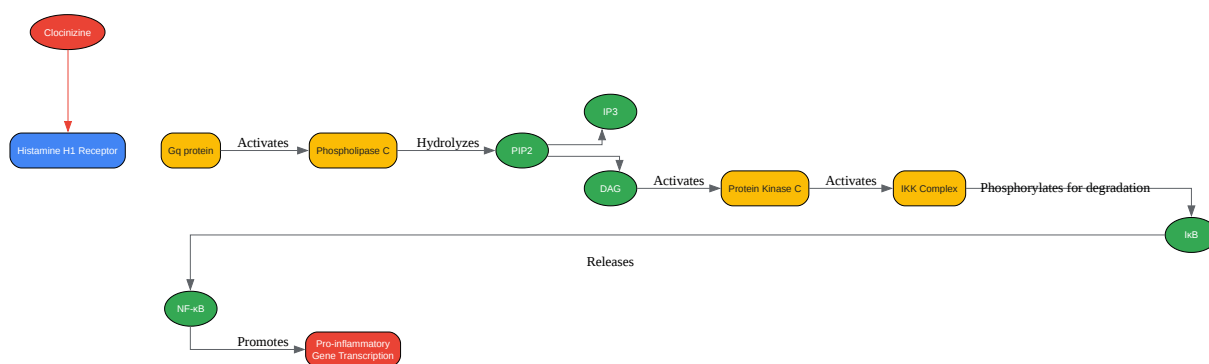 Clocinizine
Histamine H1 Receptor
Gq protein
Activates
Phospholipase C
Hydrolyzes
PIP2
IP3
DAG
Activates
Protein Kinase C
Activates
IKK Complex
Phosphorylates for degradation
IκB
Releases
NF-κB
Promotes
Pro-inflammatory
Gene Transcription